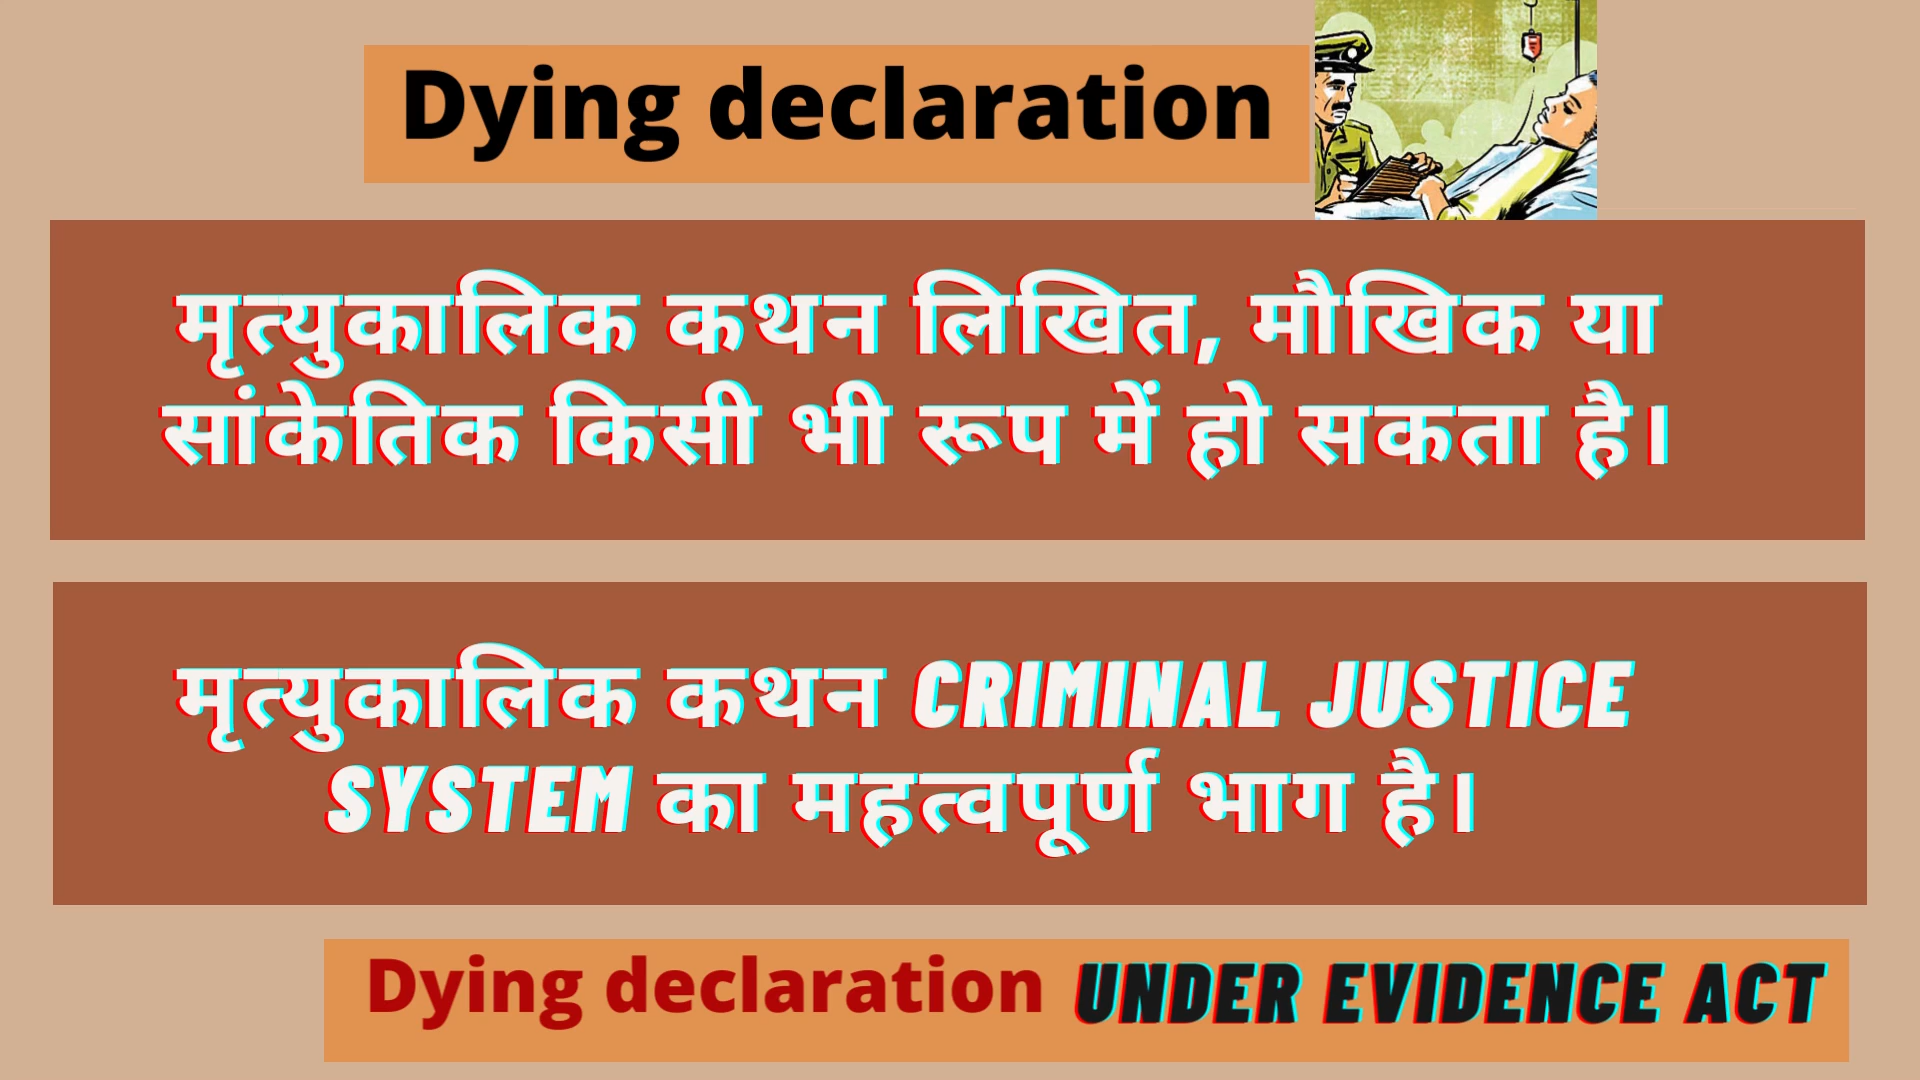 Dying declaration
मृत्युकालिक कथन लिखित, मौखिक या
सांकेतिक किसी भी रूप में हो सकता है।
मृत्युकालिक कथन CRIMINAL JUSTICE
SYSTEM का महत्वपूर्ण भाग है।
Dying declaration UNDER EVIDENCE ACT